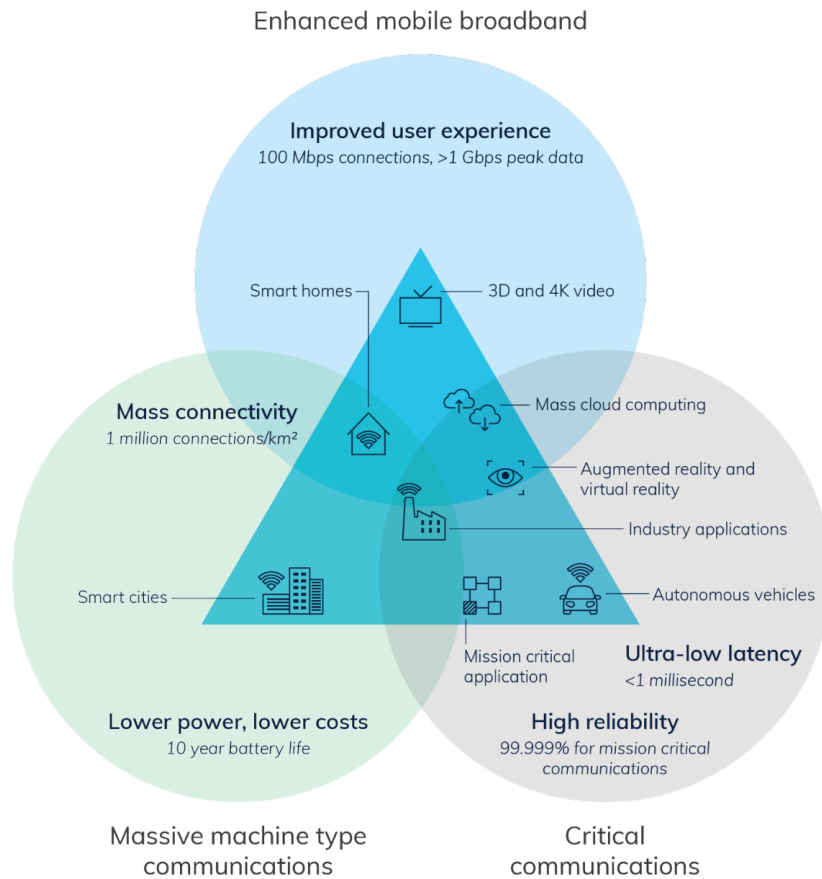 Enhanced mobile broadband
Improved user experience
100 Mbps connections, >1 Gbps peak data
Smart homes
3D and 4K video
Mass connectivity
1 million connections/km²
Mass cloud computing
Augmented reality and
virtual reality
Industry applications
Smart cities
Autonomous vehicles
Mission critical
application
Ultra-low latency
<1 millisecond
Lower power, lower costs
10 year battery life
High reliability
99.999% for mission critical
communications
Massive machine type
communications
Critical
communications